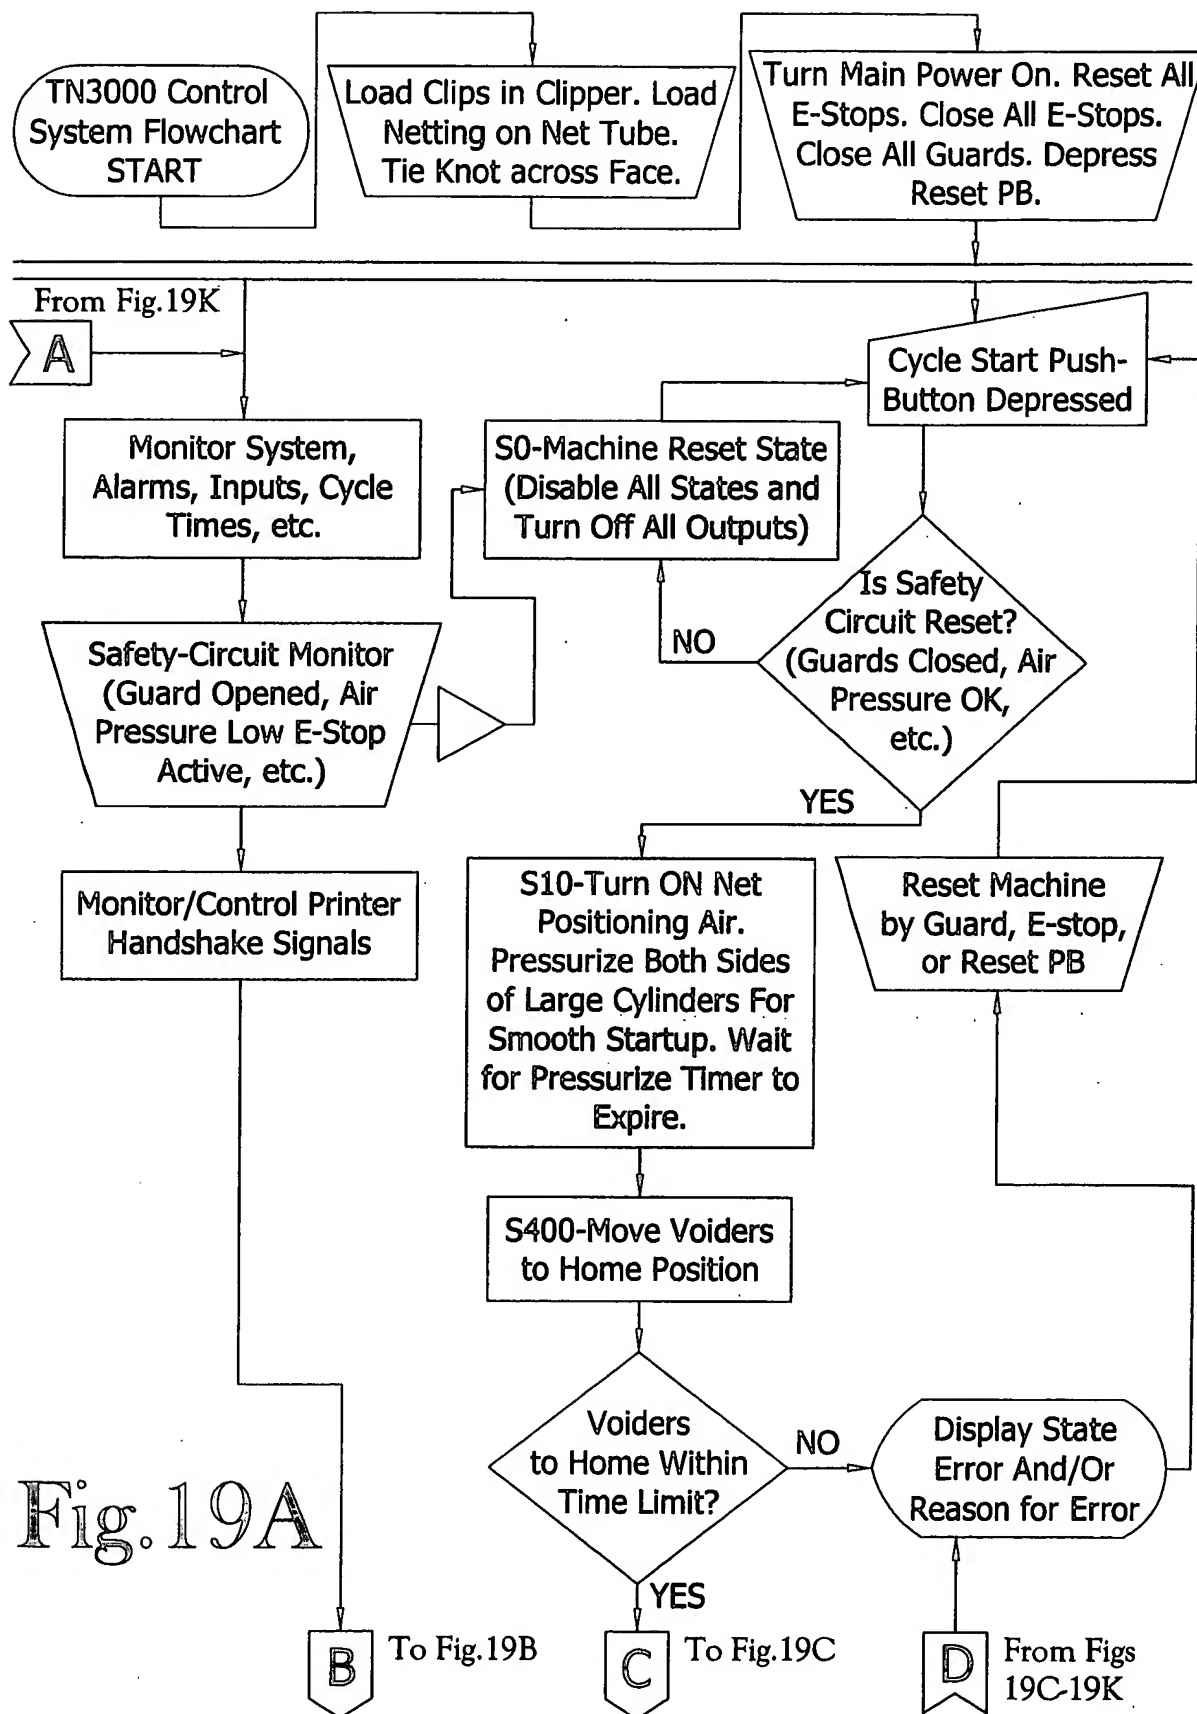 TN3000 Control
System Flowchart
START
Load Clips in Clipper. Load
Netting on Net Tube.
Tie Knot across Face.
Turn Main Power On. Reset All
E-Stops. Close All E-Stops.
Close All Guards. Depress
Reset PB.
From Fig.19K
A
Cycle Start Push-
Button Depressed
Monitor System,
Alarms, Inputs, Cycle
Times, etc.
S0-Machine Reset State
(Disable All States and
Turn Off All Outputs)
Is Safety
Circuit Reset?
(Guards Closed, Air
Pressure OK,
etc.)
NO
YES
Safety-Circuit Monitor
(Guard Opened, Air
Pressure Low E-Stop
Active, etc.)
Monitor/Control Printer
Handshake Signals
S10-Turn ON Net
Positioning Air.
Pressurize Both Sides
of Large Cylinders For
Smooth Startup. Wait
for Pressurize Timer to
Expire.
Reset Machine
by Guard, E-stop,
or Reset PB
S400-Move Voiders
to Home Position
Voiders
to Home Within
Time Limit?
NO
YES
Display State
Error And/Or
Reason for Error
Fig.19A
B
To Fig.19B
C
To Fig.19C
D
From Figs
19C-19K